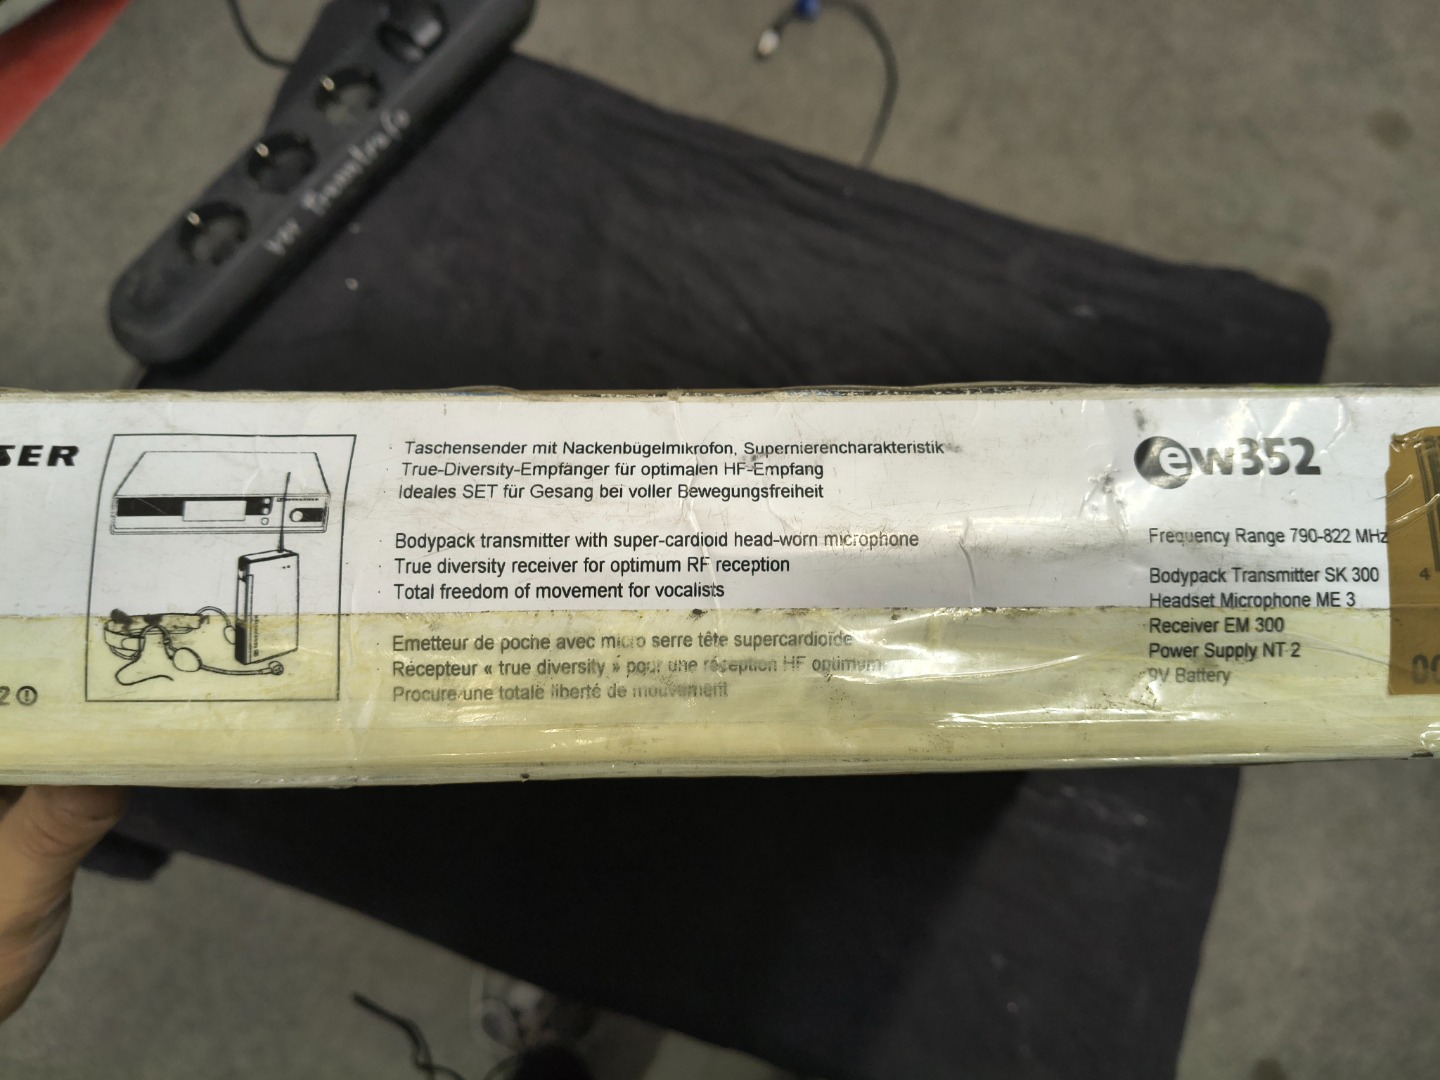 SER
Taschensender mit Nackenbügelmikrofon, Supernierencharakteristik
True-Diversity-Empfänger für optimalen HF-Empfang
Ideales SET für Gesang bei voller Bewegungsfreiheit
Bodypack transmitter with super-cardioid head-worn microphone
True diversity receiver for optimum RF reception
Total freedom of movement for vocalists
Emetteur de poche avec micro serre tête supercardioïde
Récepteur « true diversity » pour une réception HF optimum
Procure une totale liberté de mouvement
2
ew352
Frequency Range 790-822 MHz
Bodypack Transmitter SK 300
Headset Microphone ME 3
Receiver EM 300
Power Supply NT 2
9V Battery
4
00